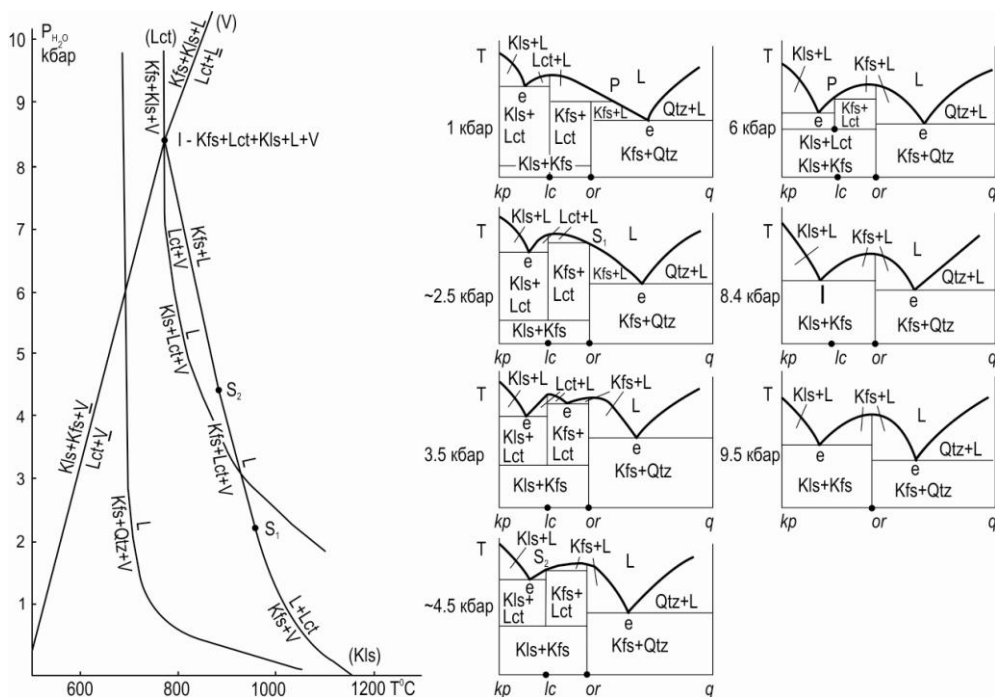 P H₂O
кбар
10
9
8
7
6
5
4
3
2
1
600
800
1000
1200
T°C
(Lct)
(V)
Kfs+Kls+V
Kfs+Kls+L
Lct+L
I - Kfs+Lct+Kls+L+V
Lct+V
Kfs+L
L
Kls+Lct+V
S₂
Kls+Kfs+V
Lct+V
L
Kfs+Lct+V
S₁
L
Kfs+Qtz+V
L+Lct
Kfs+V
(Kls)
1 кбар
T
Kls+L
Lct+L
P
L
e
Kls+
Lct
Kfs+
Lct
Kfs+L
Qtz+L
e
Kls+Kfs
Kfs+Qtz
kp
lc
or
q
~2.5 кбар
T
Kls+L
Lct+L
S₁
L
e
Kls+
Lct
Kfs+
Lct
Kfs+L
Qtz+L
e
Kls+Kfs
Kfs+Qtz
kp
lc
or
q
3.5 кбар
T
Kls+L
Lct+L
Kfs+L
L
e
e
Kls+
Lct
Kfs+
Lct
Qtz+L
e
Kls+Kfs
Kfs+Qtz
kp
lc
or
q
~4.5 кбар
T
Kls+L
S₂
Kfs+L
L
e
Kls+
Lct
Kfs+
Lct
Qtz+L
e
Kls+Kfs
Kfs+Qtz
kp
lc
or
q
6 кбар
T
Kls+L
P
Kfs+L
L
e
Kfs+
Lct
Qtz+L
e
Kls+Lct
Kls+Kfs
Kfs+Qtz
kp
lc
or
q
8.4 кбар
T
Kls+L
Kfs+L
L
I
Qtz+L
e
Kls+Kfs
Kfs+Qtz
kp
lc
or
q
9.5 кбар
T
Kls+L
Kfs+L
L
e
Qtz+L
e
Kls+Kfs
Kfs+Qtz
kp
or
q